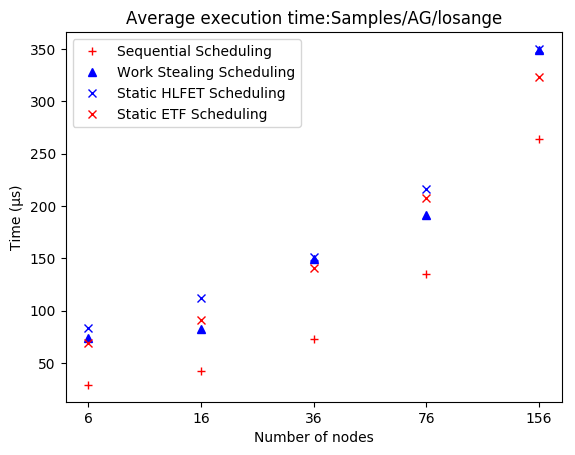 Average execution time:Samples/AG/losange
Sequential Scheduling
Work Stealing Scheduling
Static HLFET Scheduling
Static ETF Scheduling
350
300
250
200
150
100
50
Time (μs)
6 16 36 76 156
Number of nodes